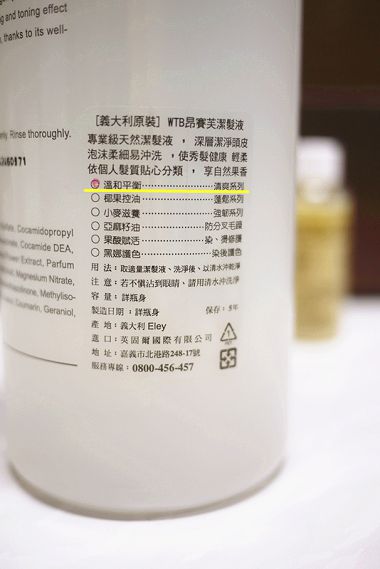 g and toning effect
, thanks to its well-
ently. Rinse thoroughly.
Cocamidopropyl
Cocamide DEA,
ower Extract, Parfum
Magnesium Nitrate,
Methyliso-
Coumarin, Geraniol,
[義大利原裝] WTB昂賽芙潔髮液
專業級天然潔髮液，深層潔淨頭皮
泡沫柔細易沖洗，使秀髮健康 輕柔
依個人髮質貼心分類，享自然果香
溫和平衡………………清爽系列
○ 椰果控油………………蓬鬆系列
○ 小麥滋養………………強韌系列
○ 亞麻籽油………………防分叉毛躁
○ 果酸賦活………………染、燙修護
○ 黑娜護色………………染後護色
用 法：取適量潔髮液、洗淨後、以清水沖乾淨
注 意：若不慎沾到眼睛、請用清水沖洗淨
容 量：詳瓶身
製造日期：詳瓶身 保存：5年
產 地：義大利 Eley
進 口：英固爾國際有限公司
地 址：嘉義市北港路248-17號
服務專線：0800-456-457